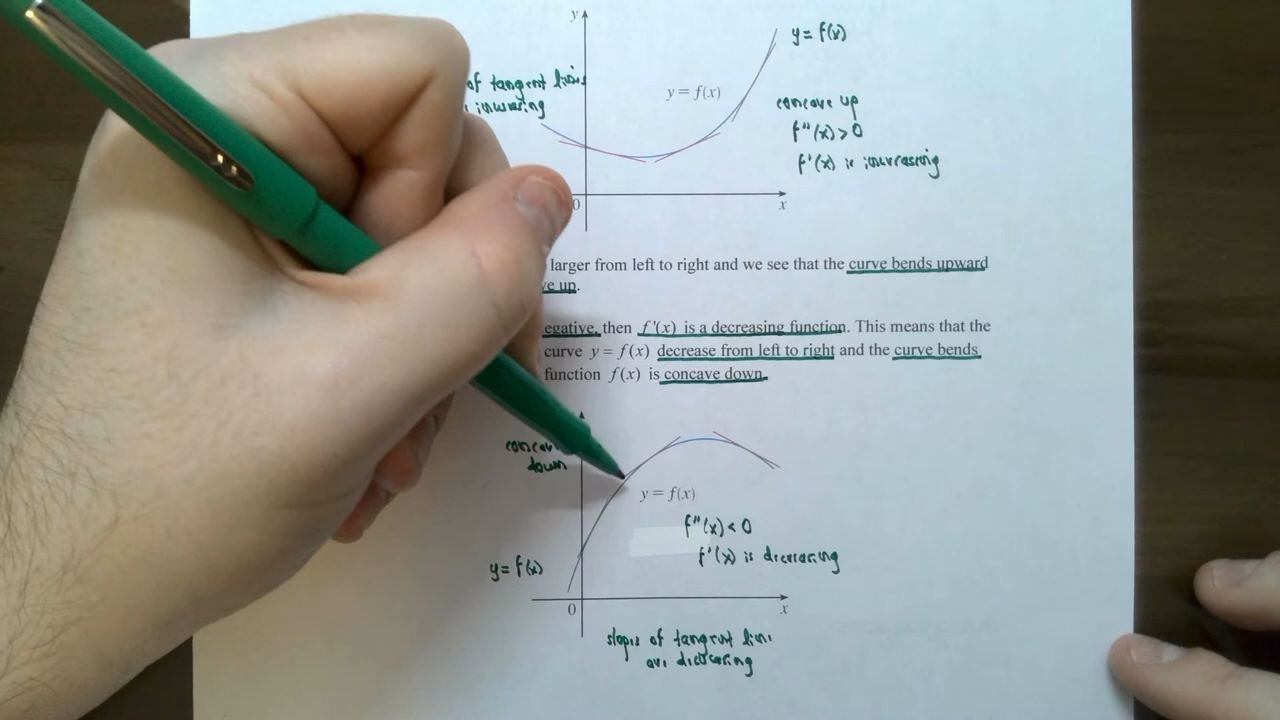 y
y = f(x)
of tangent lines
increasing
y = f(x)
concave up
f"(x) > 0
f'(x) is increasing
0
x
larger from left to right and we see that the curve bends upward
ve up.
egative, then f'(x) is a decreasing function. This means that the
curve y = f(x) decrease from left to right and the curve bends
function f(x) is concave down.
concav
down
y = f(x)
f"(x) < 0
f'(x) is decreasing
y = f(x)
0
x
slopes of tangent line
are decreasing